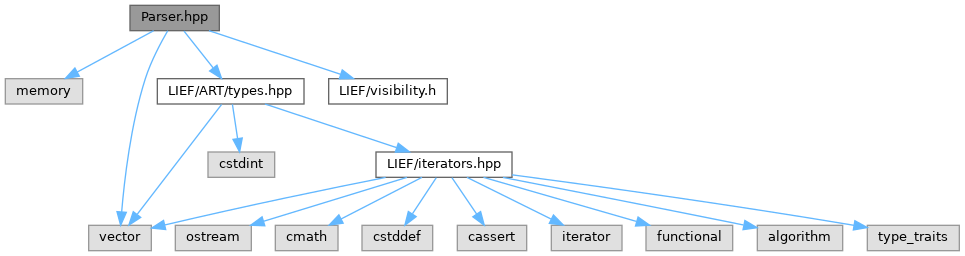 Parser.hpp
memory
LIEF/ART/types.hpp
LIEF/visibility.h
cstdint
LIEF/iterators.hpp
vector
ostream
cmath
cstddef
cassert
iterator
functional
algorithm
type_traits